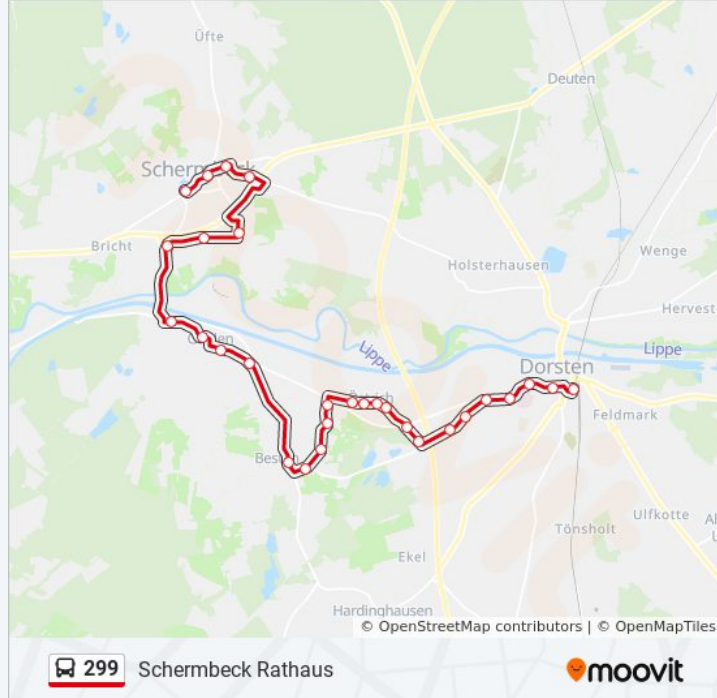 Üfte
Deuten
Schermbeck
Bricht
Wenge
Holsterhausen
Hervest
Lippe
Lippe
Dorsten
Feldmark
Ulfkotte
Tönsholt
Ekel
Hardinghausen
© OpenStreetMap contributors | © OpenMapTiles
299 Schermbeck Rathaus
moovit